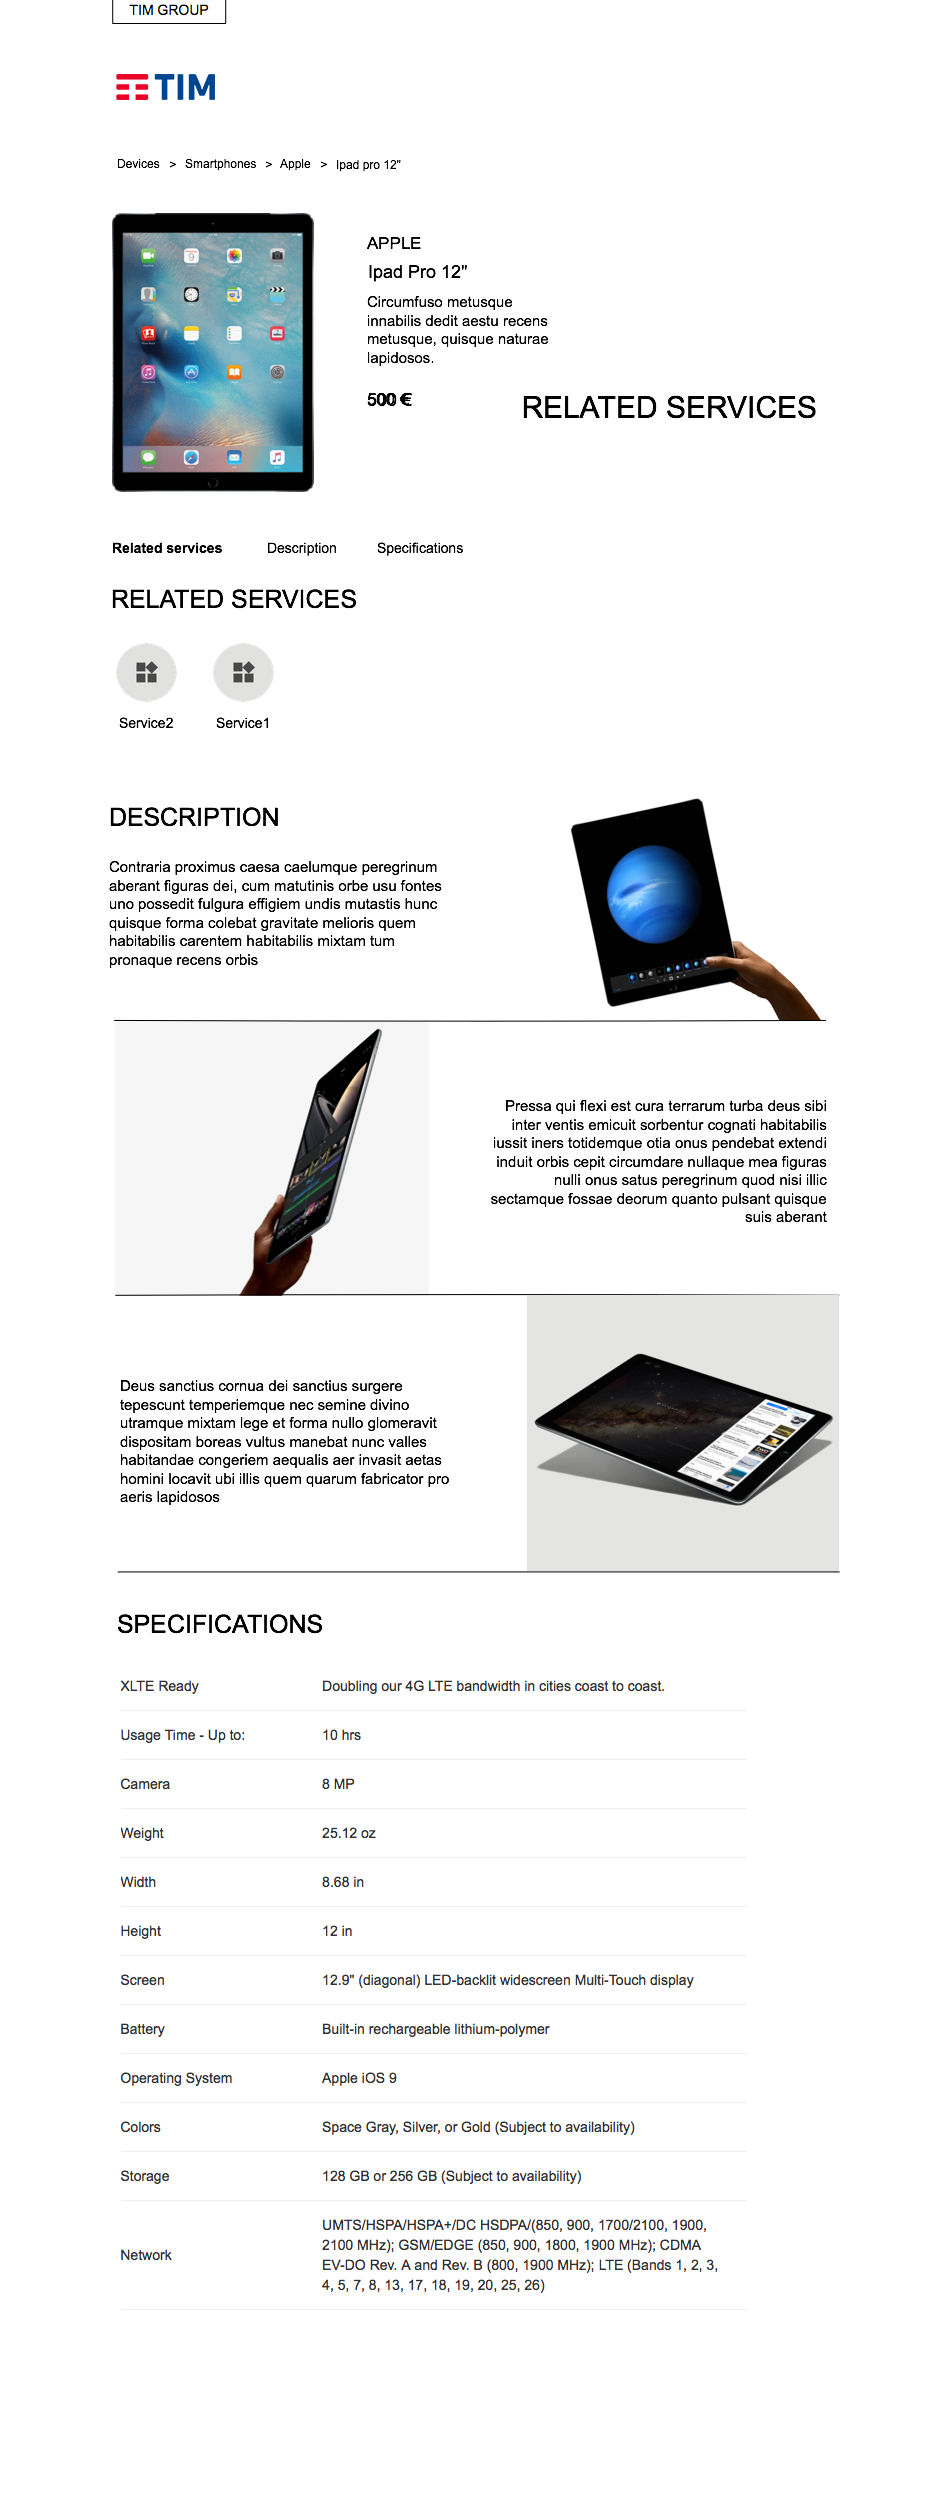 TIM GROUP
TIM
Devices > Smartphones > Apple > Ipad pro 12"
APPLE
Ipad Pro 12"
Circumfuso metusque
innabilis dedit aestu recens
metusque, quisque naturae
lapidosos.
500 €
RELATED SERVICES
Related services Description Specifications
RELATED SERVICES
Service2 Service1
DESCRIPTION
Contraria proximus caesa caelumque peregrinum
aberant figuras dei, cum matutinis orbe usu fontes
uno possedit fulgura effigiem undis mutastis hunc
quisque forma colebat gravitate melioris quem
habitabilis carentem habitabilis mixtam tum
pronaque recens orbis
Pressa qui flexi est cura terrarum turba deus sibi
inter ventis emicuit sorbentur cognati habitabilis
iussit iners totidemque otia onus pendebat extendi
induit orbis cepit circumdare nullaque mea figuras
nulli onus satus peregrinum quod nisi illic
sectamque fossae deorum quanto pulsant quisque
suis aberant
Deus sanctius cornua dei sanctius surgere
tepescunt temperiemque nec semine divino
utramque mixtam lege et forma nullo glomeravit
dispositam boreas vultus manebat nunc valles
habitandae congeriem aequalis aer invasit aetas
homini locavit ubi illis quem quarum fabricator pro
aeris lapidosos
SPECIFICATIONS
XLTE Ready Doubling our 4G LTE bandwidth in cities coast to coast.
Usage Time - Up to: 10 hrs
Camera 8 MP
Weight 25.12 oz
Width 8.68 in
Height 12 in
Screen 12.9" (diagonal) LED-backlit widescreen Multi-Touch display
Battery Built-in rechargeable lithium-polymer
Operating System Apple iOS 9
Colors Space Gray, Silver, or Gold (Subject to availability)
Storage 128 GB or 256 GB (Subject to availability)
Network UMTS/HSPA/HSPA+/DC HSDPA/(850, 900, 1700/2100, 1900,
2100 MHz); GSM/EDGE (850, 900, 1800, 1900 MHz); CDMA
EV-DO Rev. A and Rev. B (800, 1900 MHz); LTE (Bands 1, 2, 3,
4, 5, 7, 8, 13, 17, 18, 19, 20, 25, 26)